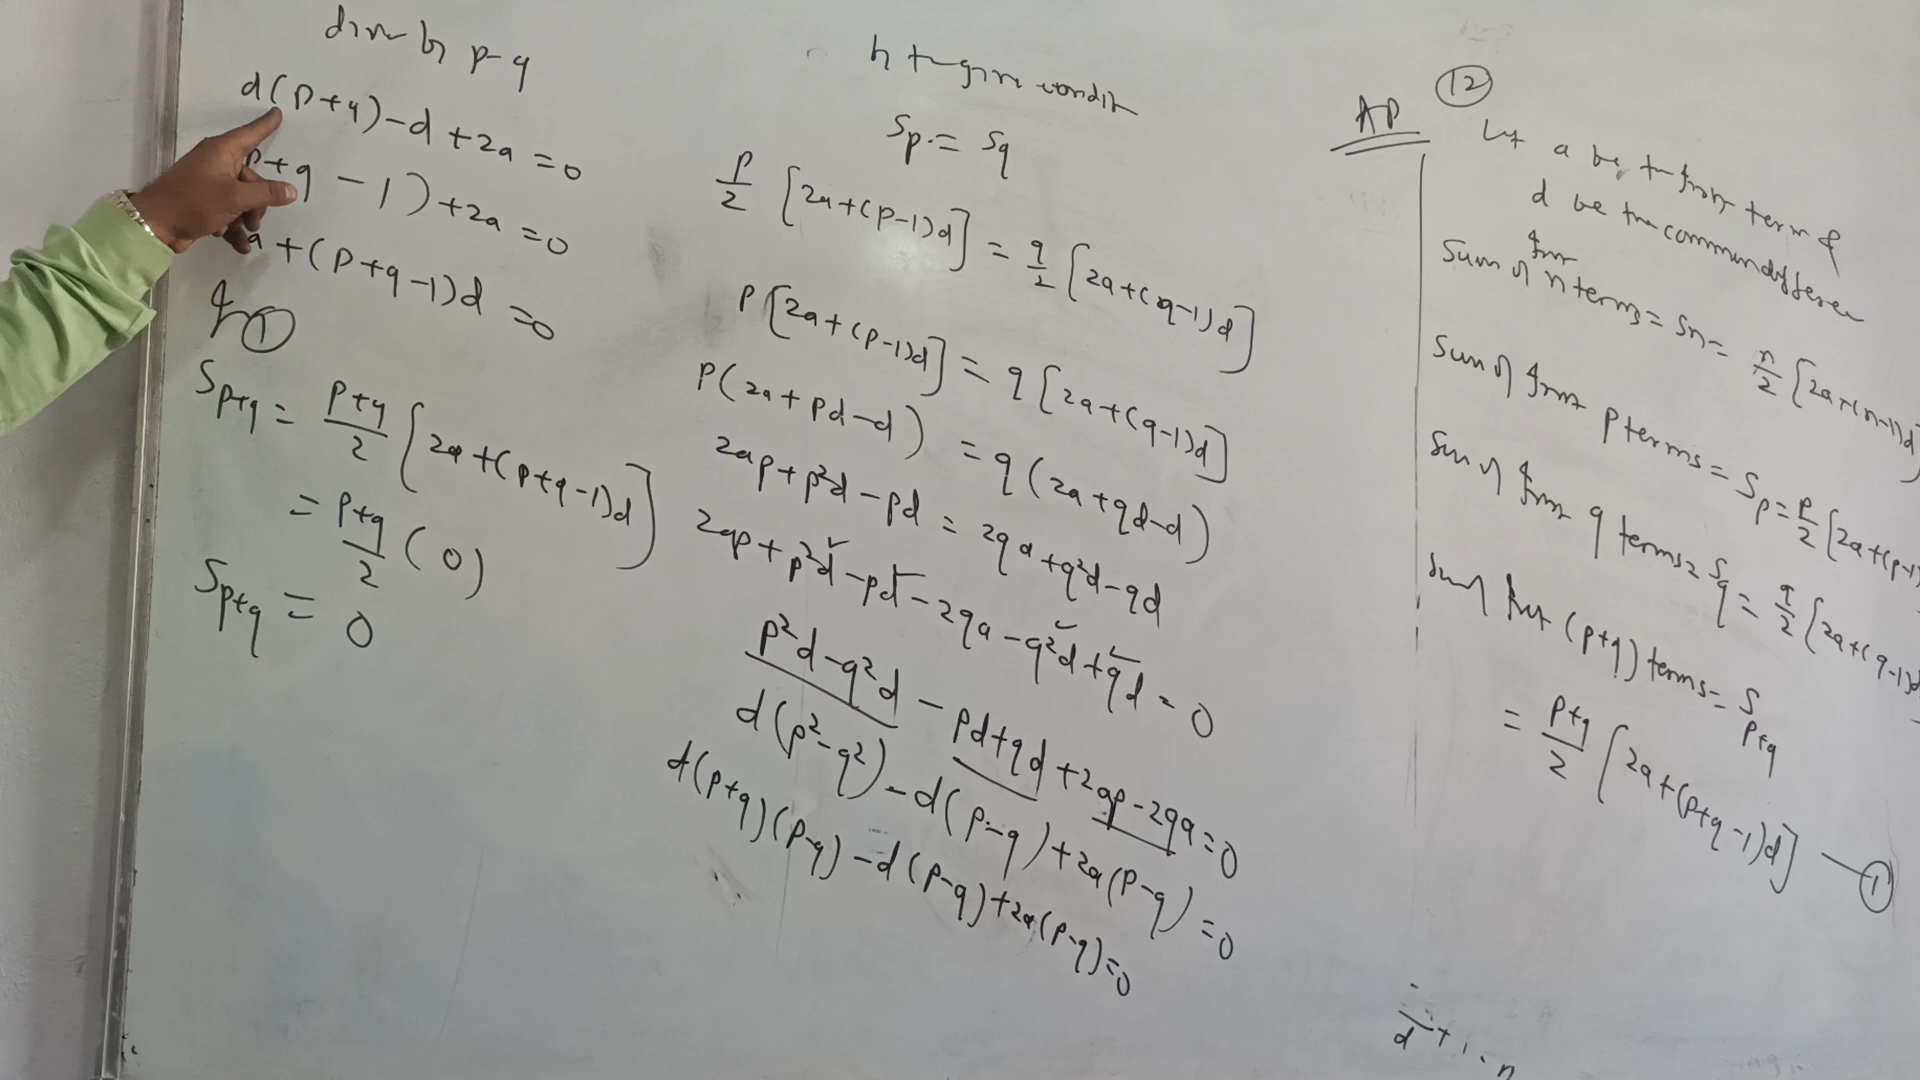 AP
(12)
Let a be the first term &
d be the common differen
Sum of first n terms = Sn = n/2 [2a+(n-1)d]
Sum of first p terms = Sp = p/2 [2a+(p-1
Sum of first q terms = Sq = q/2 [2a+(q-1)d
Sum of first (p+q) terms = Sp+q
= p+q/2 [2a+(p+q-1)d] — (1)
given condit
Sp = Sq
p/2 [2a+(p-1)d] = q/2 [2a+(q-1)d]
p[2a+(p-1)d] = q[2a+(q-1)d]
p(2a+pd-d) = q(2a+qd-d)
2ap+p²d-pd = 2qa+q²d-qd
2ap+p²d-pd-2qa-q²d+qd = 0
p²d-q²d-pd+qd+2ap-2qa=0
d(p²-q²)-d(p-q)+2a(p-q)=0
d(p+q)(p-q)-d(p-q)+2a(p-q)=0
p-q
d(p+q)-d+2a=0
p+q-1)+2a=0
a+(p+q-1)d=0
(1)
Sp+q = p+q/2 [2a+(p+q-1)d]
= p+q/2 (0)
Sp+q = 0